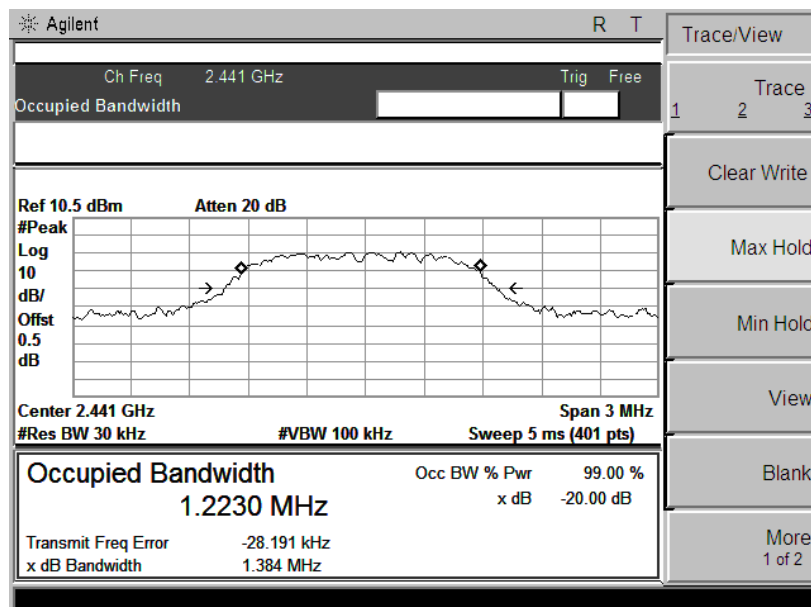 Agilent R T
Trace/View
Ch Freq 2.441 GHz Trig Free
Occupied Bandwidth
Trace
1 2 3
Clear Write
Max Hold
Min Hold
View
Blank
More
1 of 2
Ref 10.5 dBm Atten 20 dB
#Peak
Log
10
dB/
Offst
0.5
dB
Center 2.441 GHz Span 3 MHz
#Res BW 30 kHz #VBW 100 kHz Sweep 5 ms (401 pts)
Occupied Bandwidth
1.2230 MHz
Occ BW % Pwr 99.00 %
x dB -20.00 dB
Transmit Freq Error -28.191 kHz
x dB Bandwidth 1.384 MHz